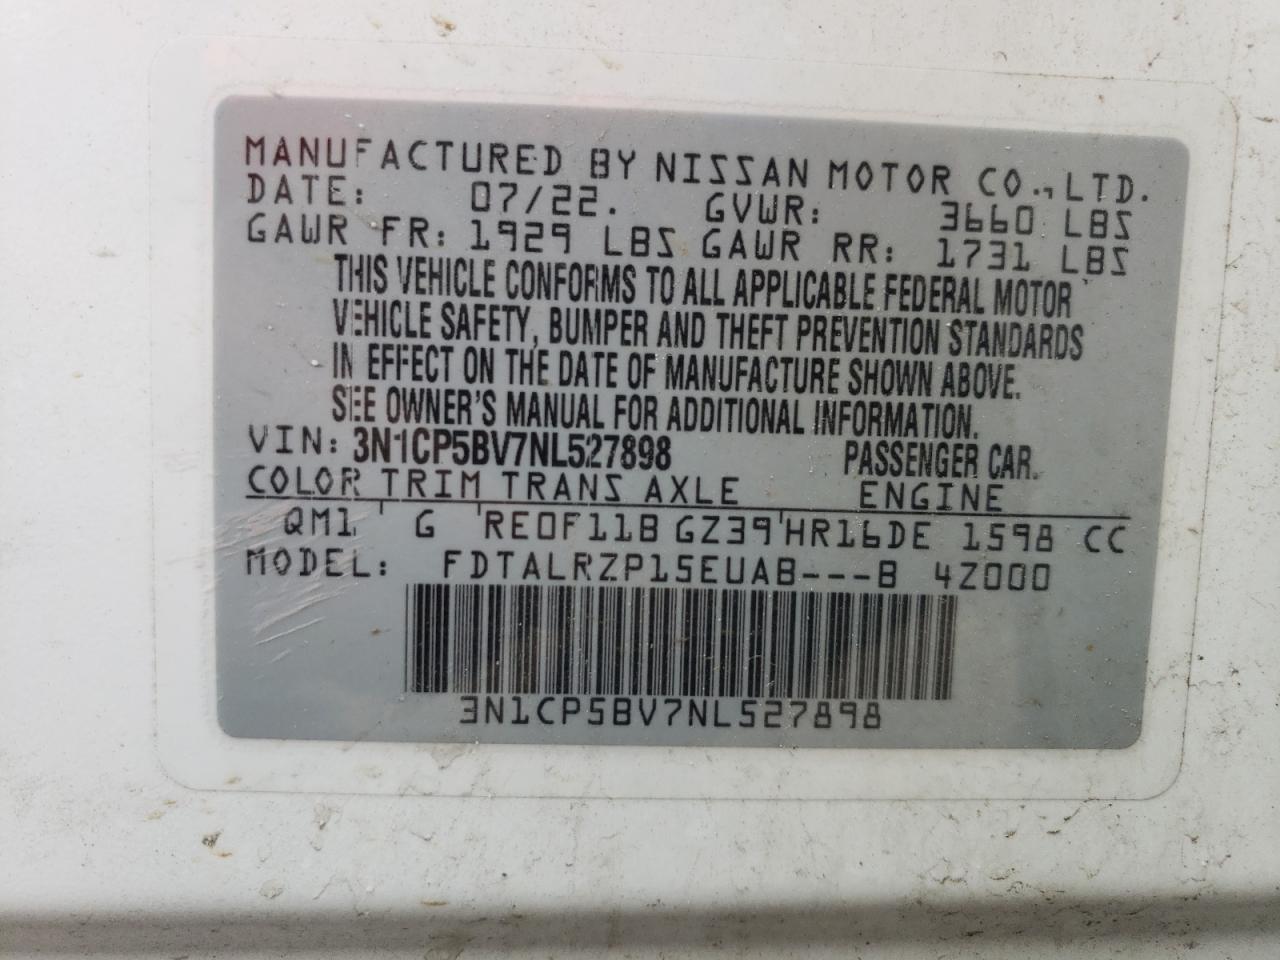 MANUFACTURED BY NISSAN MOTOR CO., LTD.
DATE: 07/22. GVWR: 3660 LBS
GAWR FR: 1929 LBS GAWR RR: 1731 LBS
THIS VEHICLE CONFORMS TO ALL APPLICABLE FEDERAL MOTOR
VEHICLE SAFETY, BUMPER AND THEFT PREVENTION STANDARDS
IN EFFECT ON THE DATE OF MANUFACTURE SHOWN ABOVE.
SEE OWNER'S MANUAL FOR ADDITIONAL INFORMATION.
VIN: 3N1CP5BV7NL527898 PASSENGER CAR.
COLOR TRIM TRANS AXLE ENGINE
QM1 G RE0F11B GZ39 HR16DE 1598 CC
MODEL: FDTALRZP15EUAB---B 4Z000
3N1CP5BV7NL527898